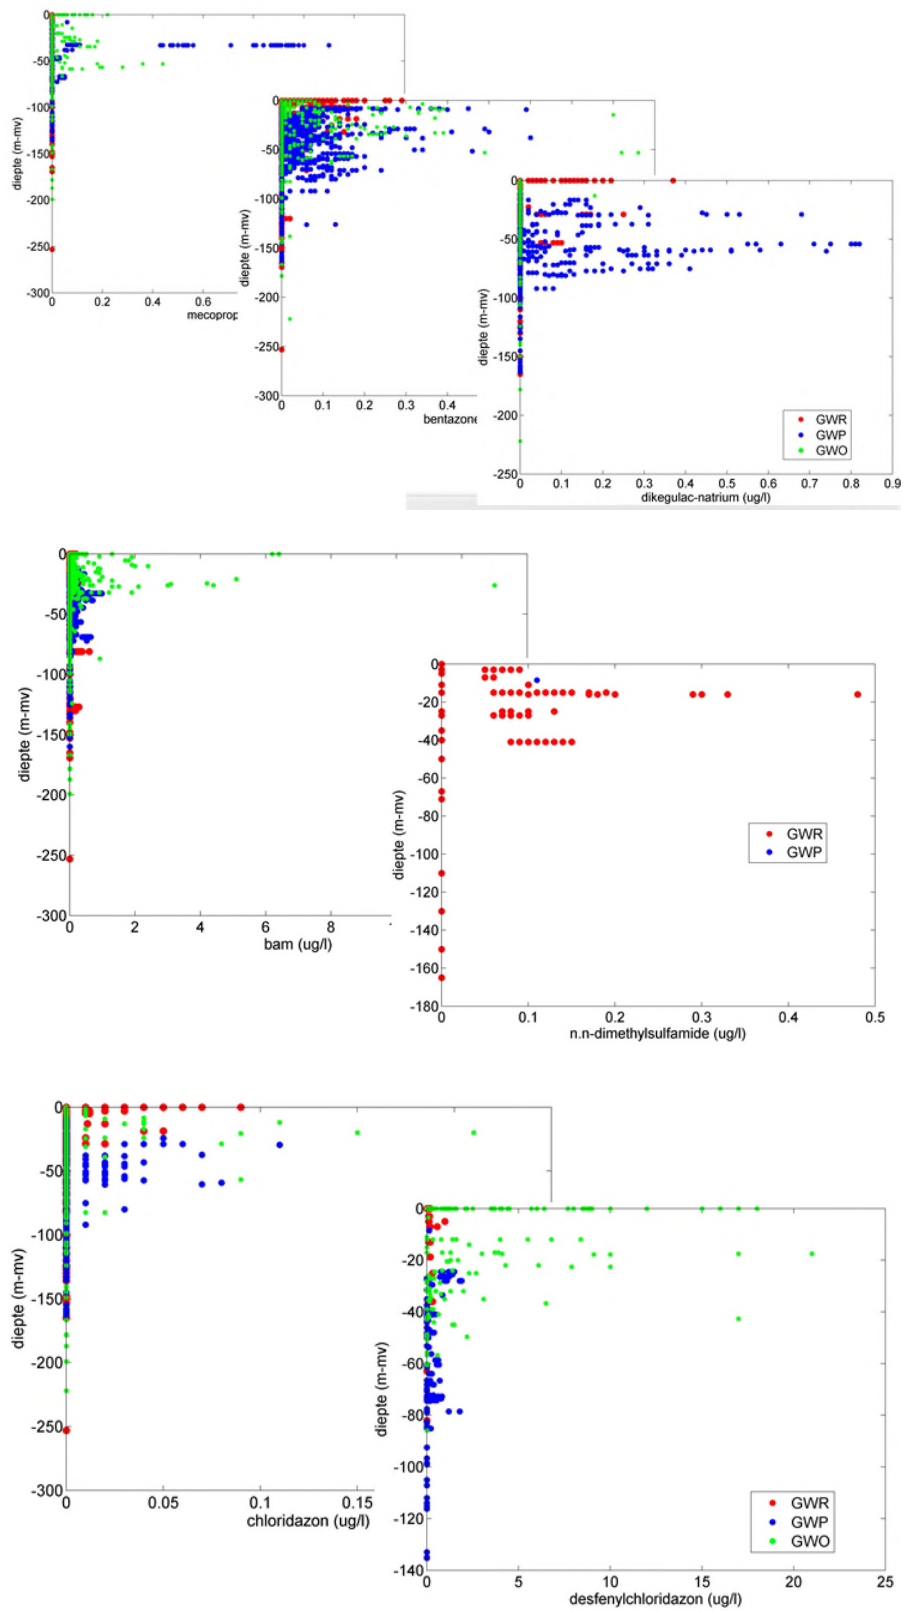 0
-50
-100
-150
-200
-250
-300
diepte (m-mv)
0 0.2 0.4 0.6
mecoprop
0
-50
-100
-150
-200
-250
-300
diepte (m-mv)
0 0.1 0.2 0.3 0.4
bentazone
0
-50
-100
-150
-200
-250
diepte (m-mv)
GWR
GWP
GWO
0 0.1 0.2 0.3 0.4 0.5 0.6 0.7 0.8 0.9
dikegulac-natrium (ug/l)
0
-50
-100
-150
-200
-250
-300
diepte (m-mv)
0 2 4 6 8
bam (ug/l)
0
-20
-40
-60
-80
-100
-120
-140
-160
-180
diepte (m-mv)
GWR
GWP
0 0.1 0.2 0.3 0.4 0.5
n.n-dimethylsulfamide (ug/l)
0
-50
-100
-150
-200
-250
-300
diepte (m-mv)
0 0.05 0.1 0.15
chloridazon (ug/l)
0
-20
-40
-60
-80
-100
-120
-140
diepte (m-mv)
GWR
GWP
GWO
0 5 10 15 20 25
desfenylchloridazon (ug/l)